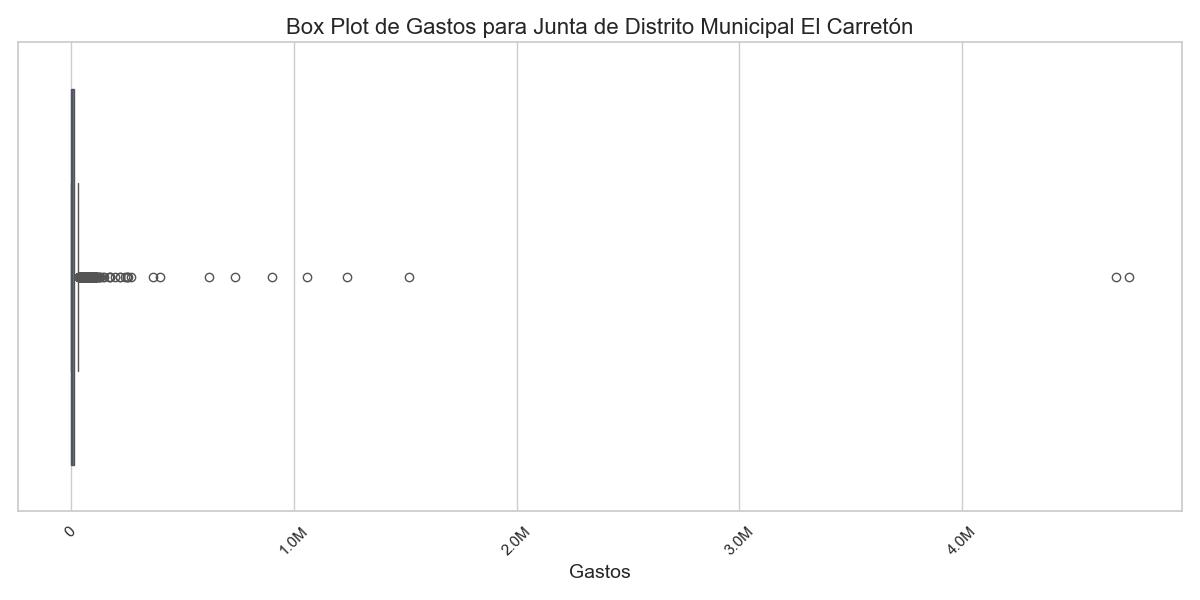 Box Plot de Gastos para Junta de Distrito Municipal El Carretón
0
1.0M
2.0M
3.0M
4.0M
Gastos